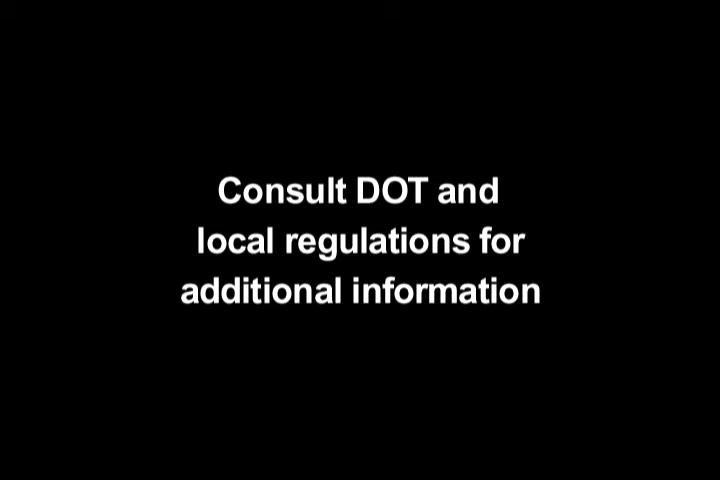 Consult DOT and
local regulations for
additional information